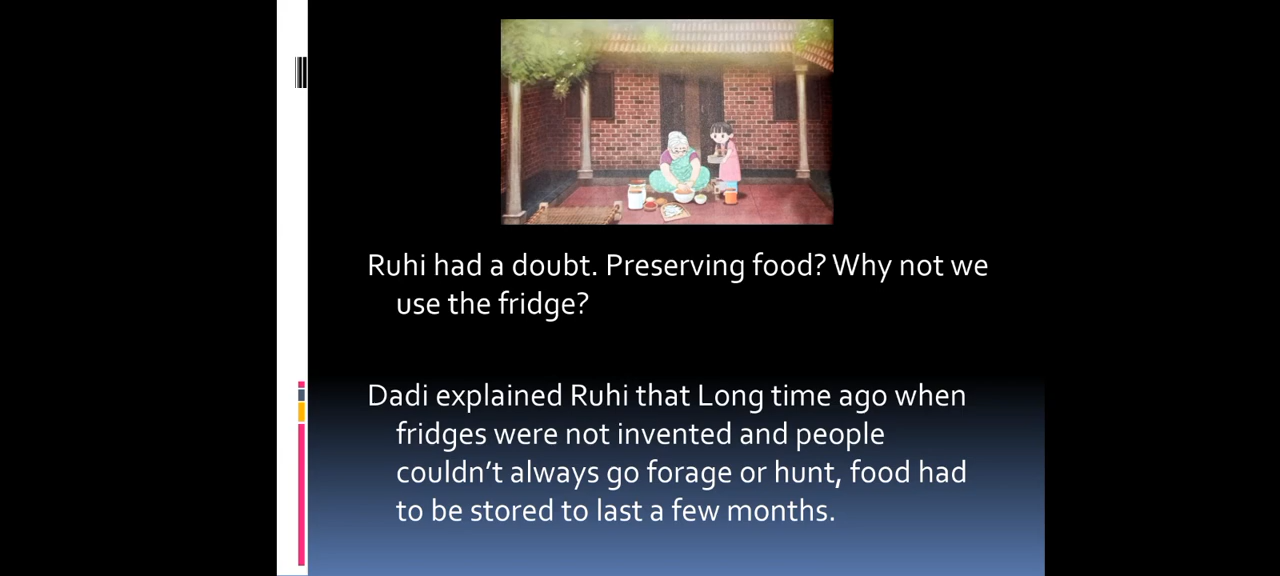 Ruhi had a doubt. Preserving food? Why not we
use the fridge?
Dadi explained Ruhi that Long time ago when
fridges were not invented and people
couldn't always go forage or hunt, food had
to be stored to last a few months.